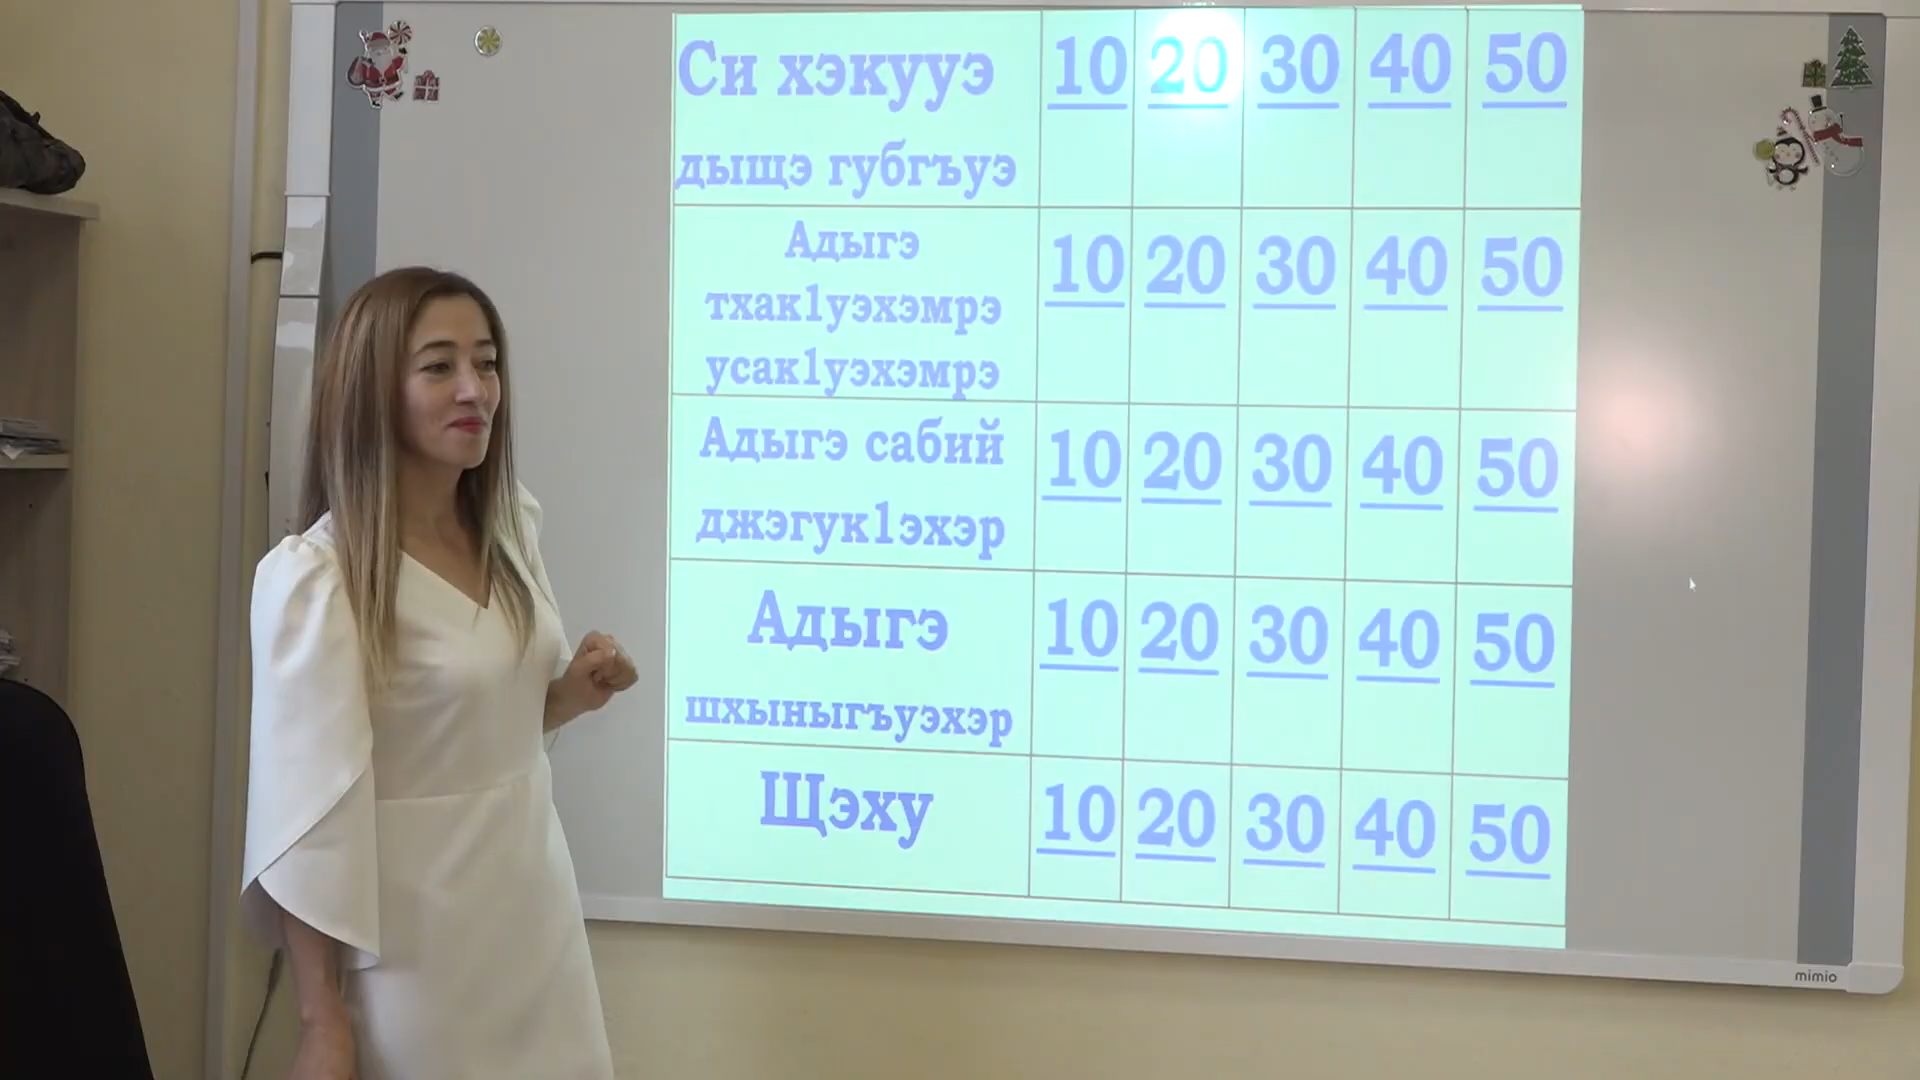 Си хэкууэ 10 20 30 40 50
дыщэ губгъуэ
Адыгэ 10 20 30 40 50
тхак1уэхэмрэ
усак1уэхэмрэ
Адыгэ сабий 10 20 30 40 50
джэгук1эхэр
Адыгэ 10 20 30 40 50
шхыныгъуэхэр
Щэху 10 20 30 40 50
mimio